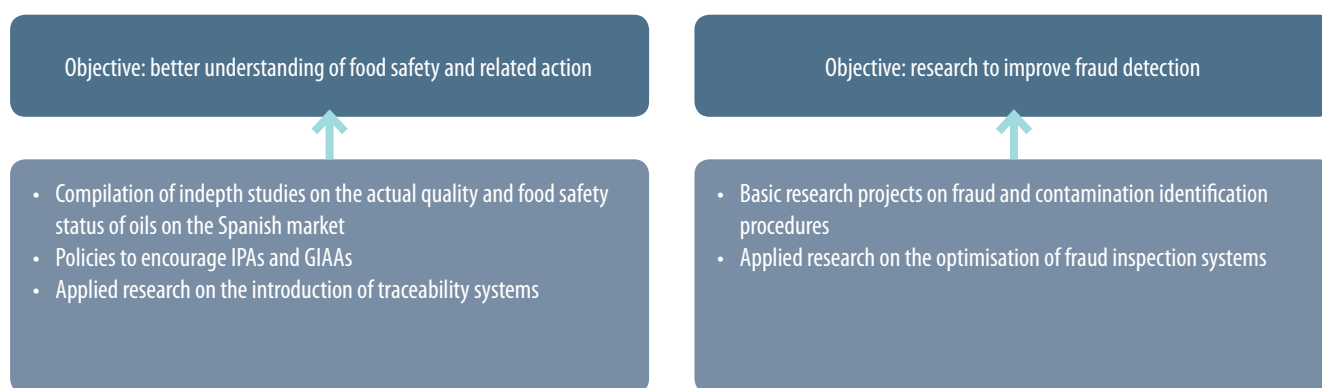 Objective: better understanding of food safety and related action
• Compilation of indepth studies on the actual quality and food safety
status of oils on the Spanish market
• Policies to encourage IPAs and GIAAs
• Applied research on the introduction of traceability systems
Objective: research to improve fraud detection
• Basic research projects on fraud and contamination identification
procedures
• Applied research on the optimisation of fraud inspection systems